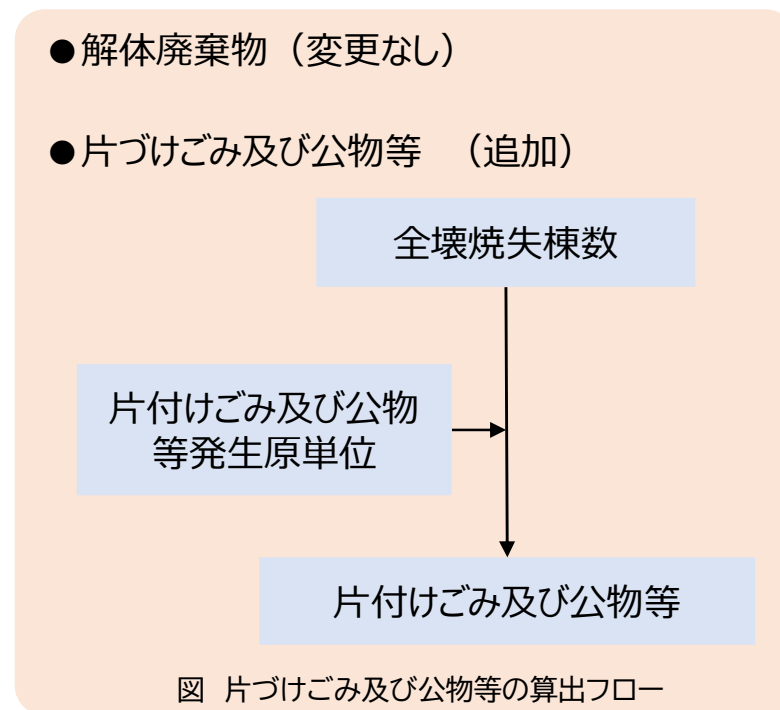 ●解体廃棄物（変更なし）
●片づけごみ及び公物等　（追加）
全壊焼失棟数
片付けごみ及び公物
等発生原単位
片付けごみ及び公物等
図　片づけごみ及び公物等の算出フロー